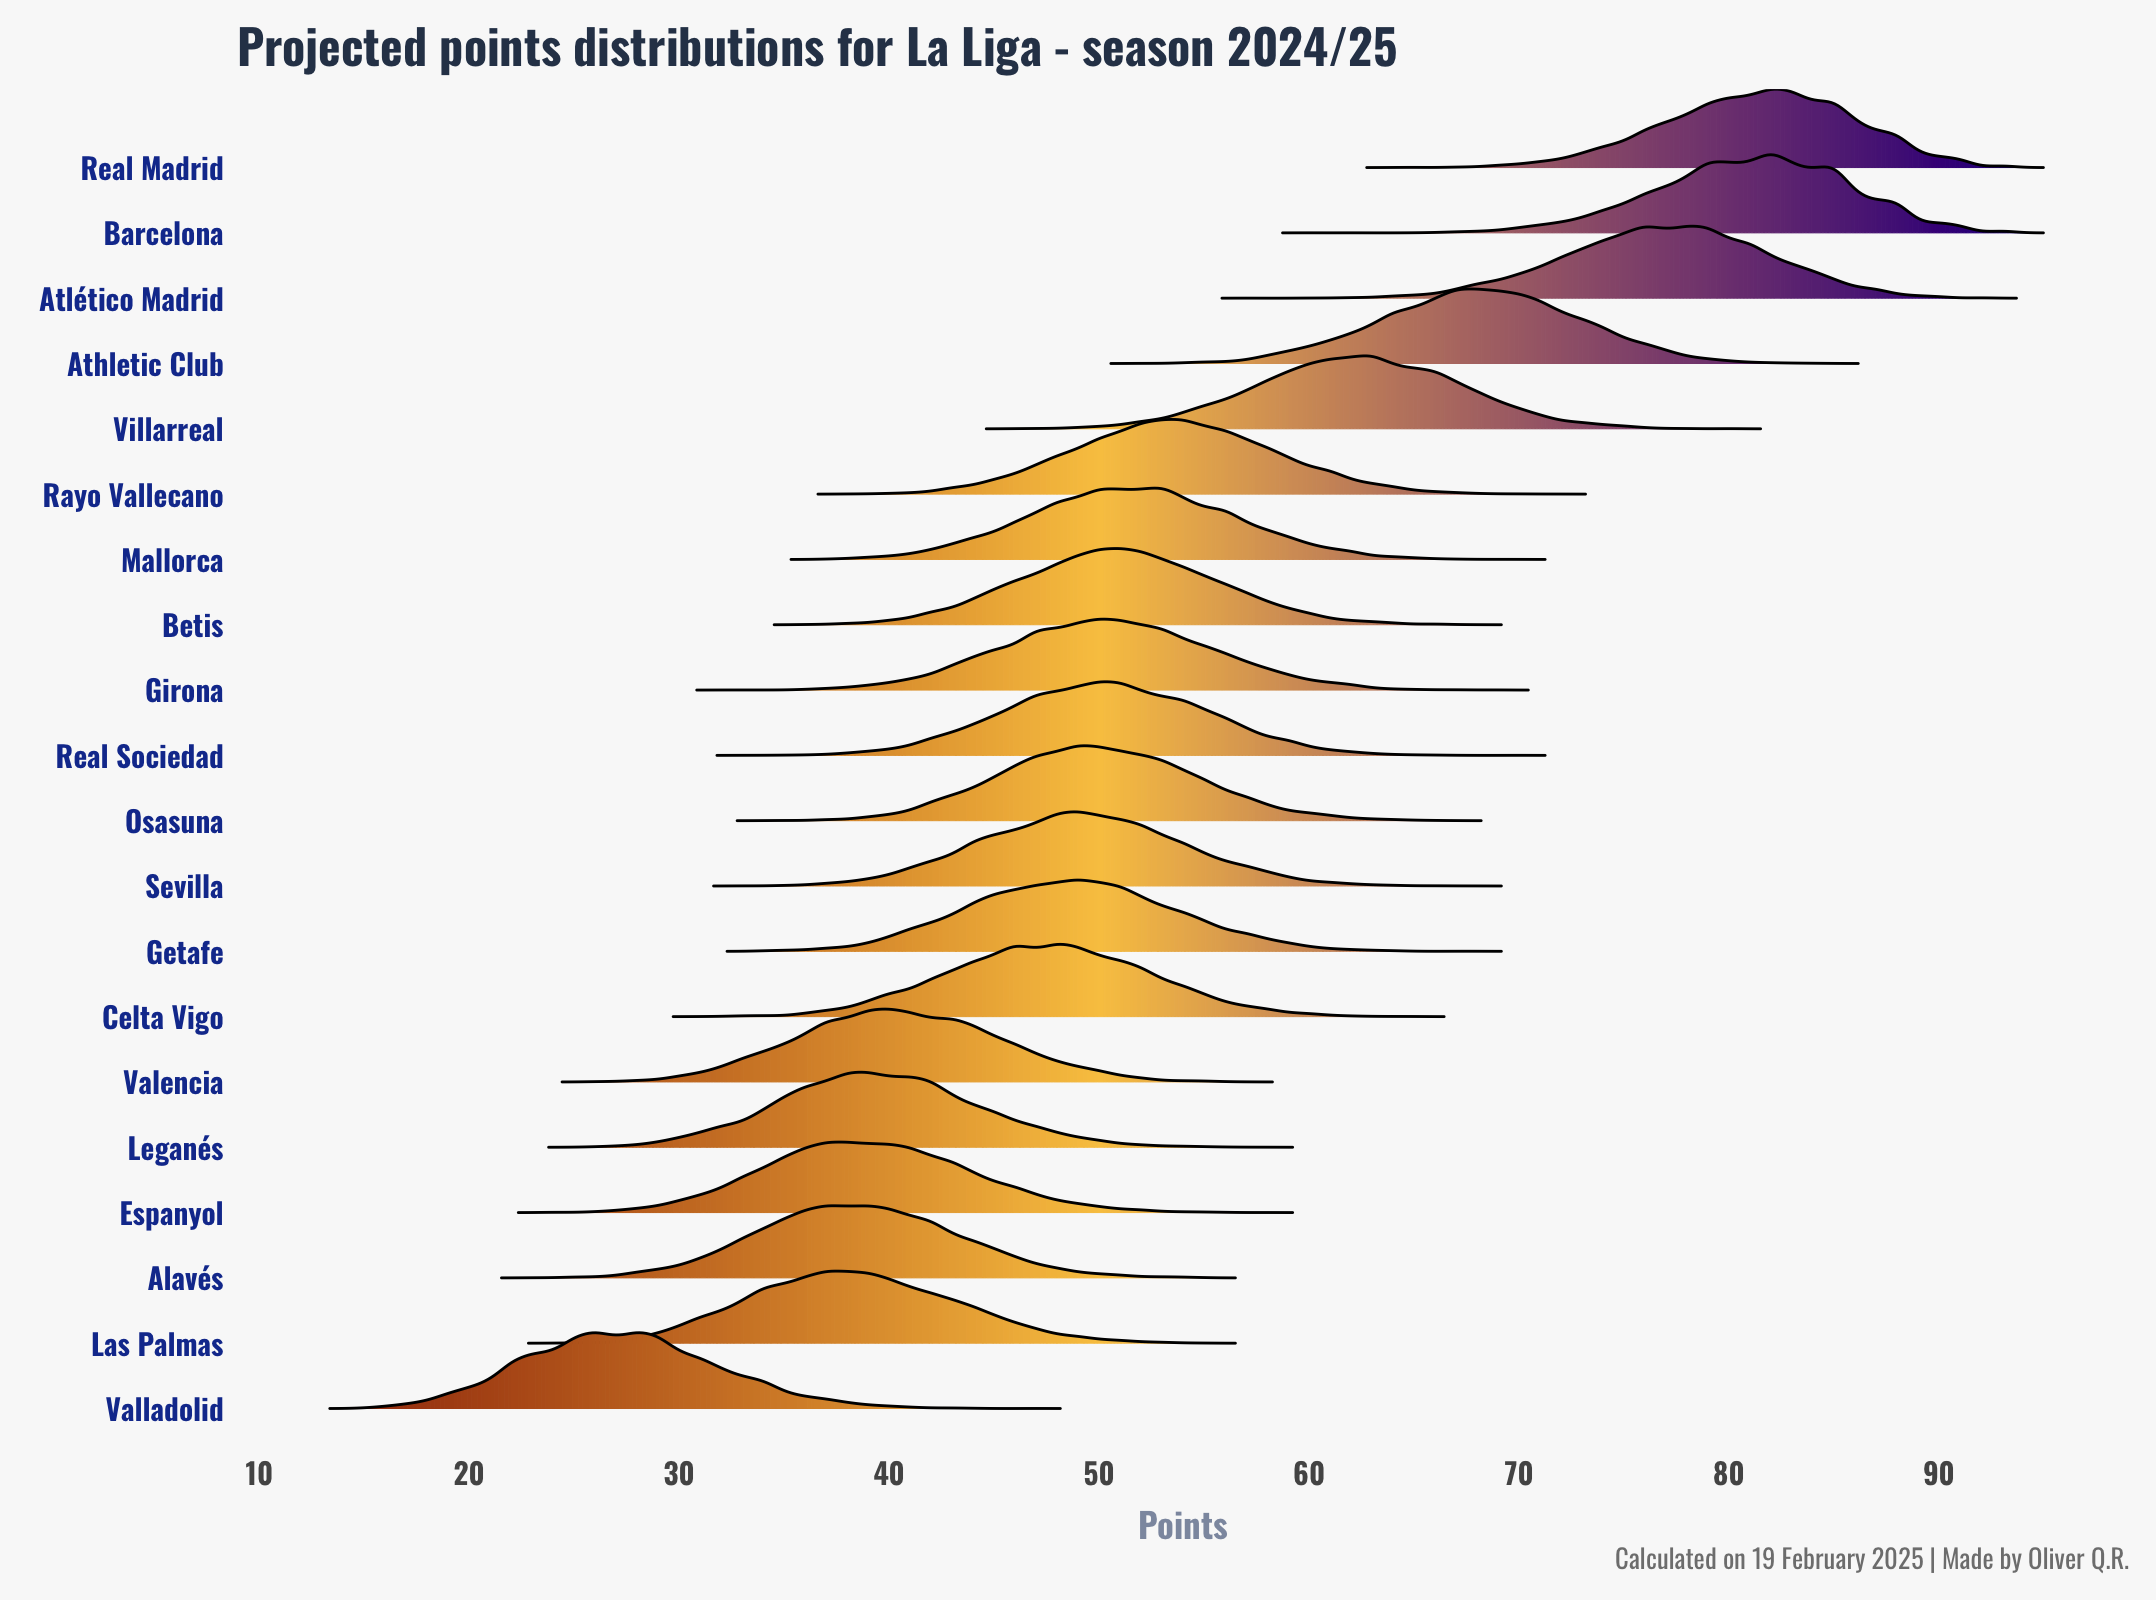 Projected points distributions for La Liga - season 2024/25
Real Madrid
Barcelona
Atlético Madrid
Athletic Club
Villarreal
Rayo Vallecano
Mallorca
Betis
Girona
Real Sociedad
Osasuna
Sevilla
Getafe
Celta Vigo
Valencia
Leganés
Espanyol
Alavés
Las Palmas
Valladolid
10 20 30 40 50 60 70 80 90
Points
Calculated on 19 February 2025 | Made by Oliver Q.R.